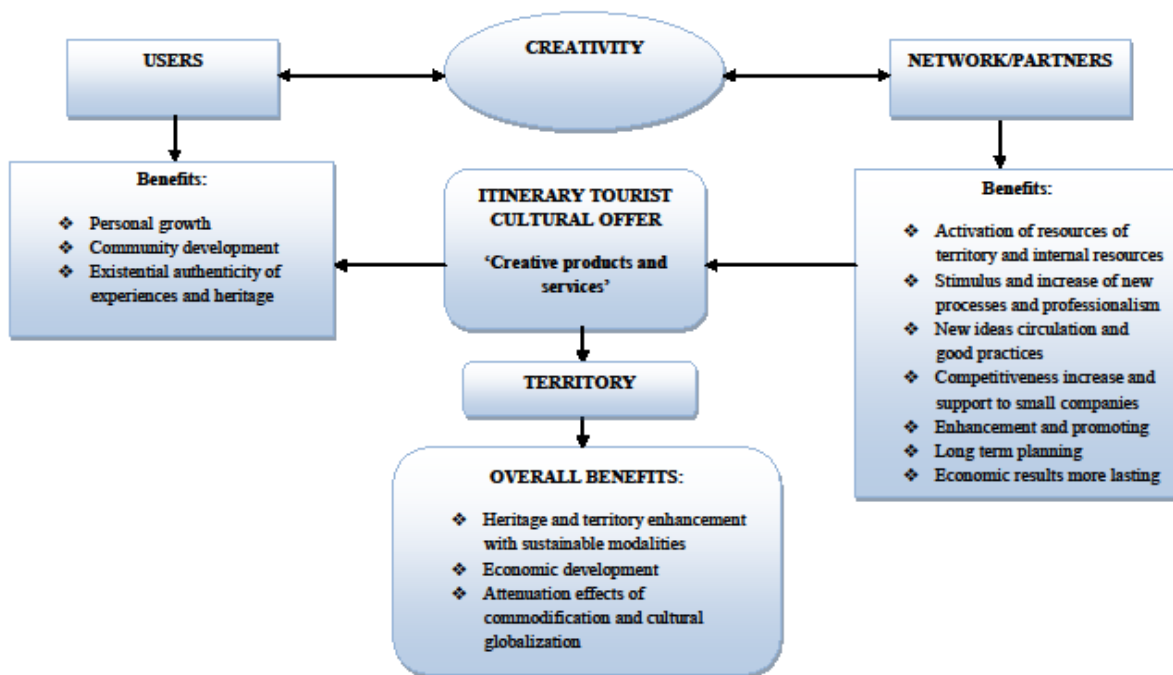 CREATIVITY
USERS
NETWORK/PARTNERS
Benefits:
❖ Personal growth
❖ Community development
❖ Existential authenticity of
experiences and heritage
ITINERARY TOURIST
CULTURAL OFFER
‘Creative products and
services’
Benefits:
❖ Activation of resources of
territory and internal resources
❖ Stimulus and increase of new
processes and professionalism
❖ New ideas circulation and
good practices
❖ Competitiveness increase and
support to small companies
❖ Enhancement and promoting
❖ Long term planning
❖ Economic results more lasting
TERRITORY
OVERALL BENEFITS:
❖ Heritage and territory enhancement
with sustainable modalities
❖ Economic development
❖ Attenuation effects of
commodification and cultural
globalization